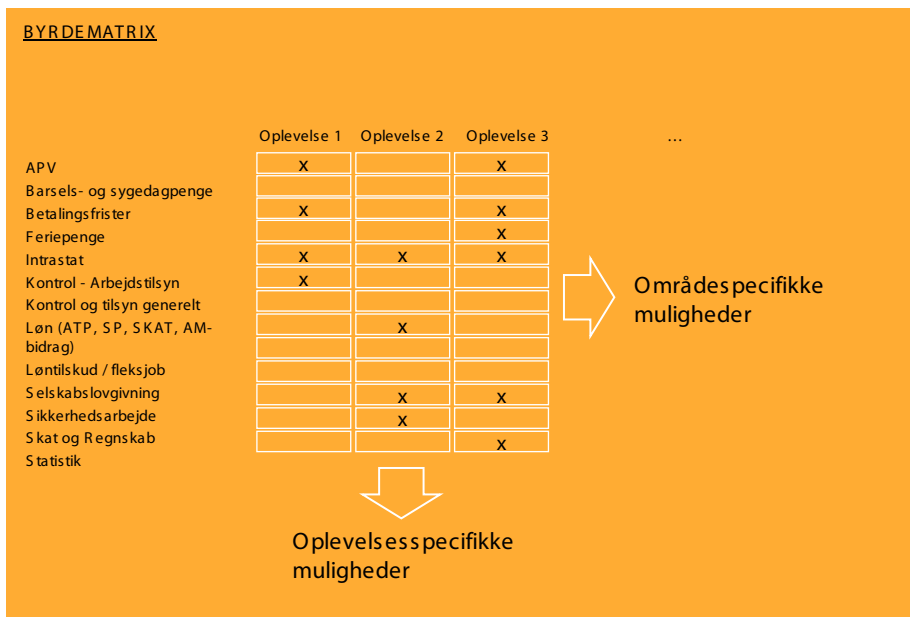 BYRDEMATRIX
Oplevelse 1 Oplevelse 2 Oplevelse 3 ...
APV x x
Barsels- og sygedagpenge
Betalingsfrister x x
Feriepenge x
Intrastat x x x
Kontrol - Arbejdstilsyn x
Kontrol og tilsyn generelt
Løn (ATP, SP, SKAT, AM- x
bidrag)
Løntilskud / fleksjob
Selskabslovgivning x x
Sikkerhedsarbejde x
Skat og Regnskab x
Statistik
Områdespecifikke
muligheder
Oplevelsesspecifikke
muligheder